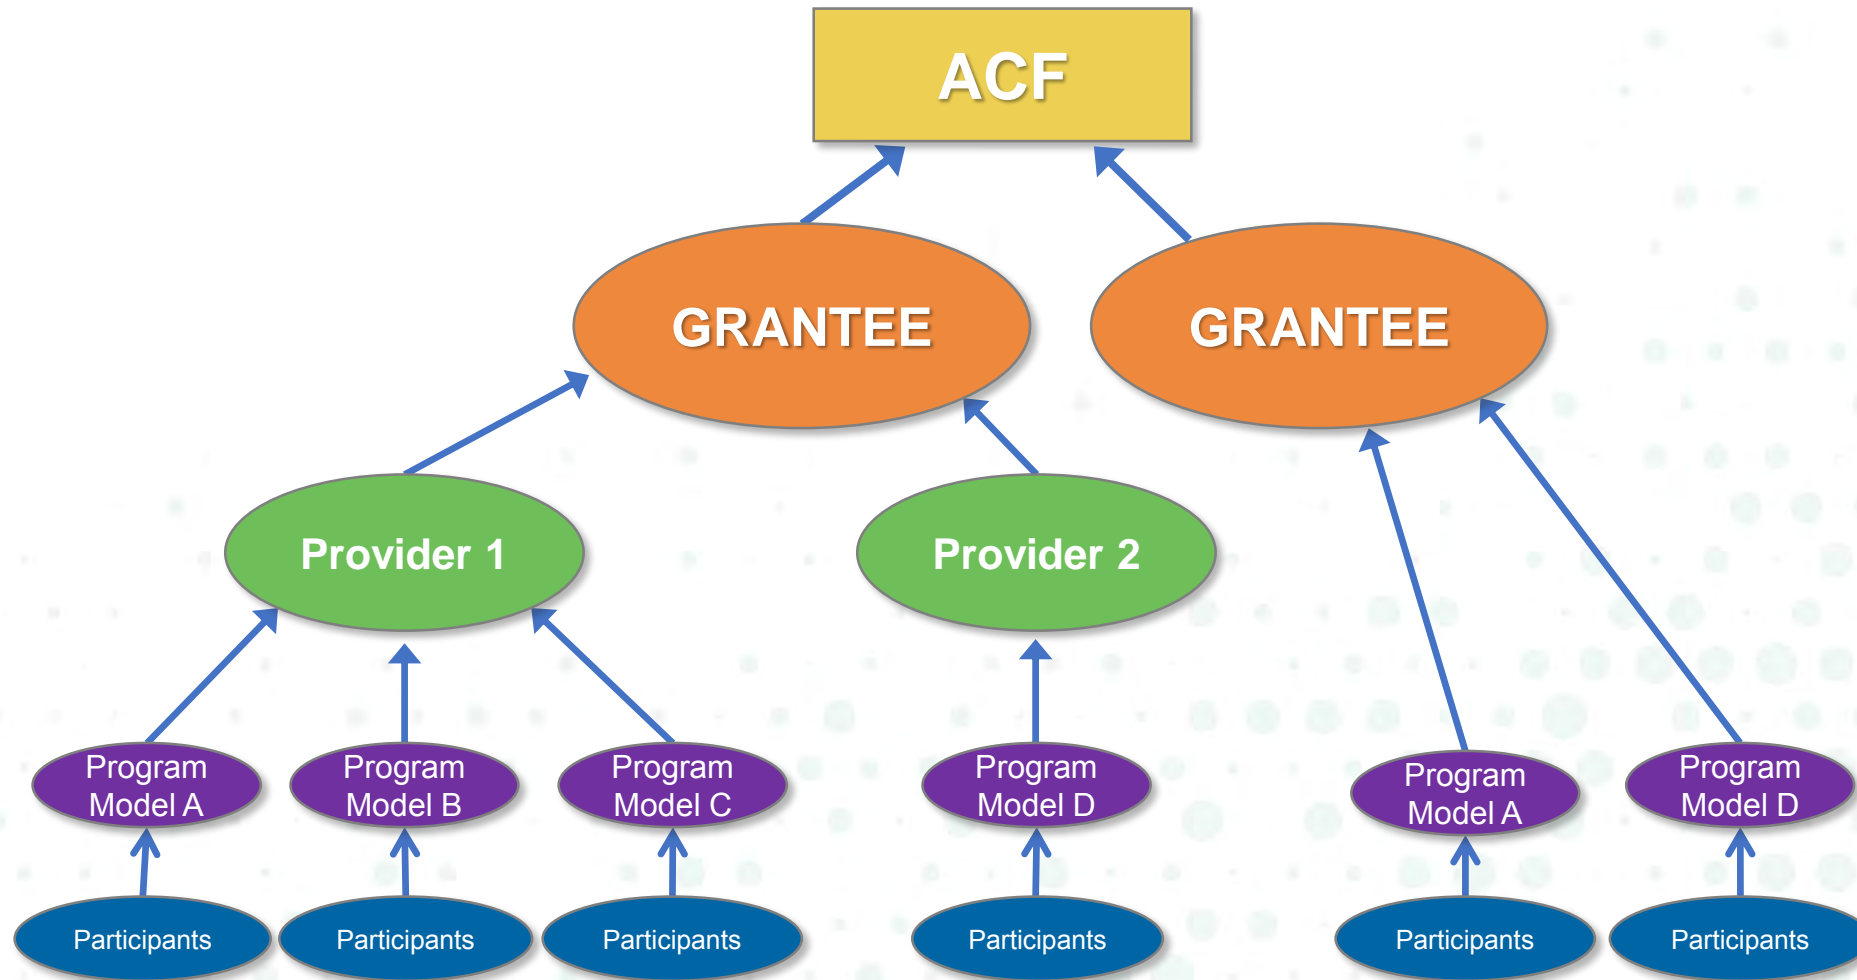 ACF
GRANTEE
GRANTEE
Provider 1
Provider 2
Program
Model A
Program
Model B
Program
Model C
Program
Model D
Program
Model A
Program
Model D
Participants
Participants
Participants
Participants
Participants
Participants